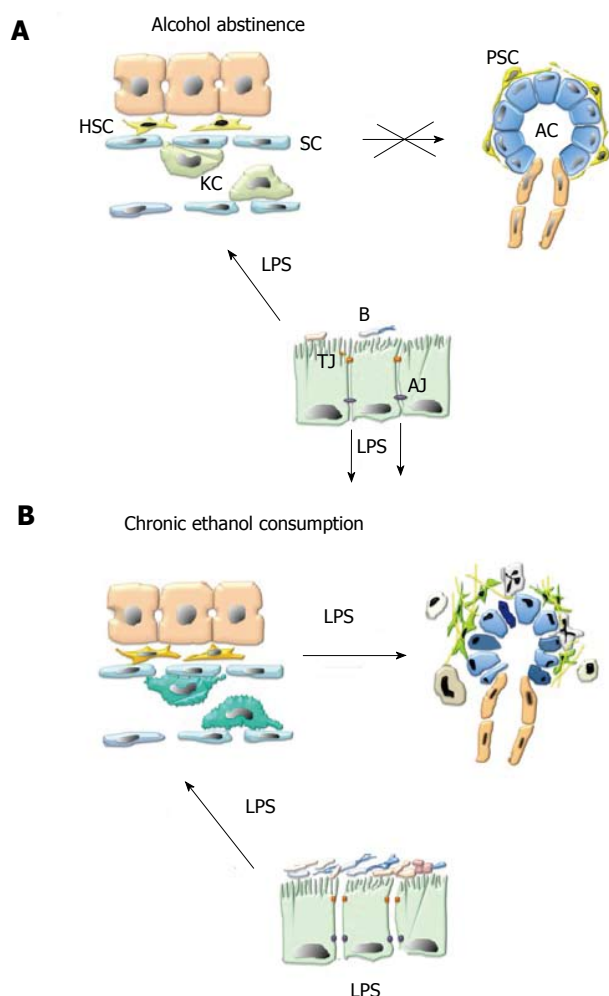 A
Alcohol abstinence
PSC
HSC
SC
AC
KC
LPS
B
TJ
AJ
LPS
B
Chronic ethanol consumption
LPS
LPS
LPS